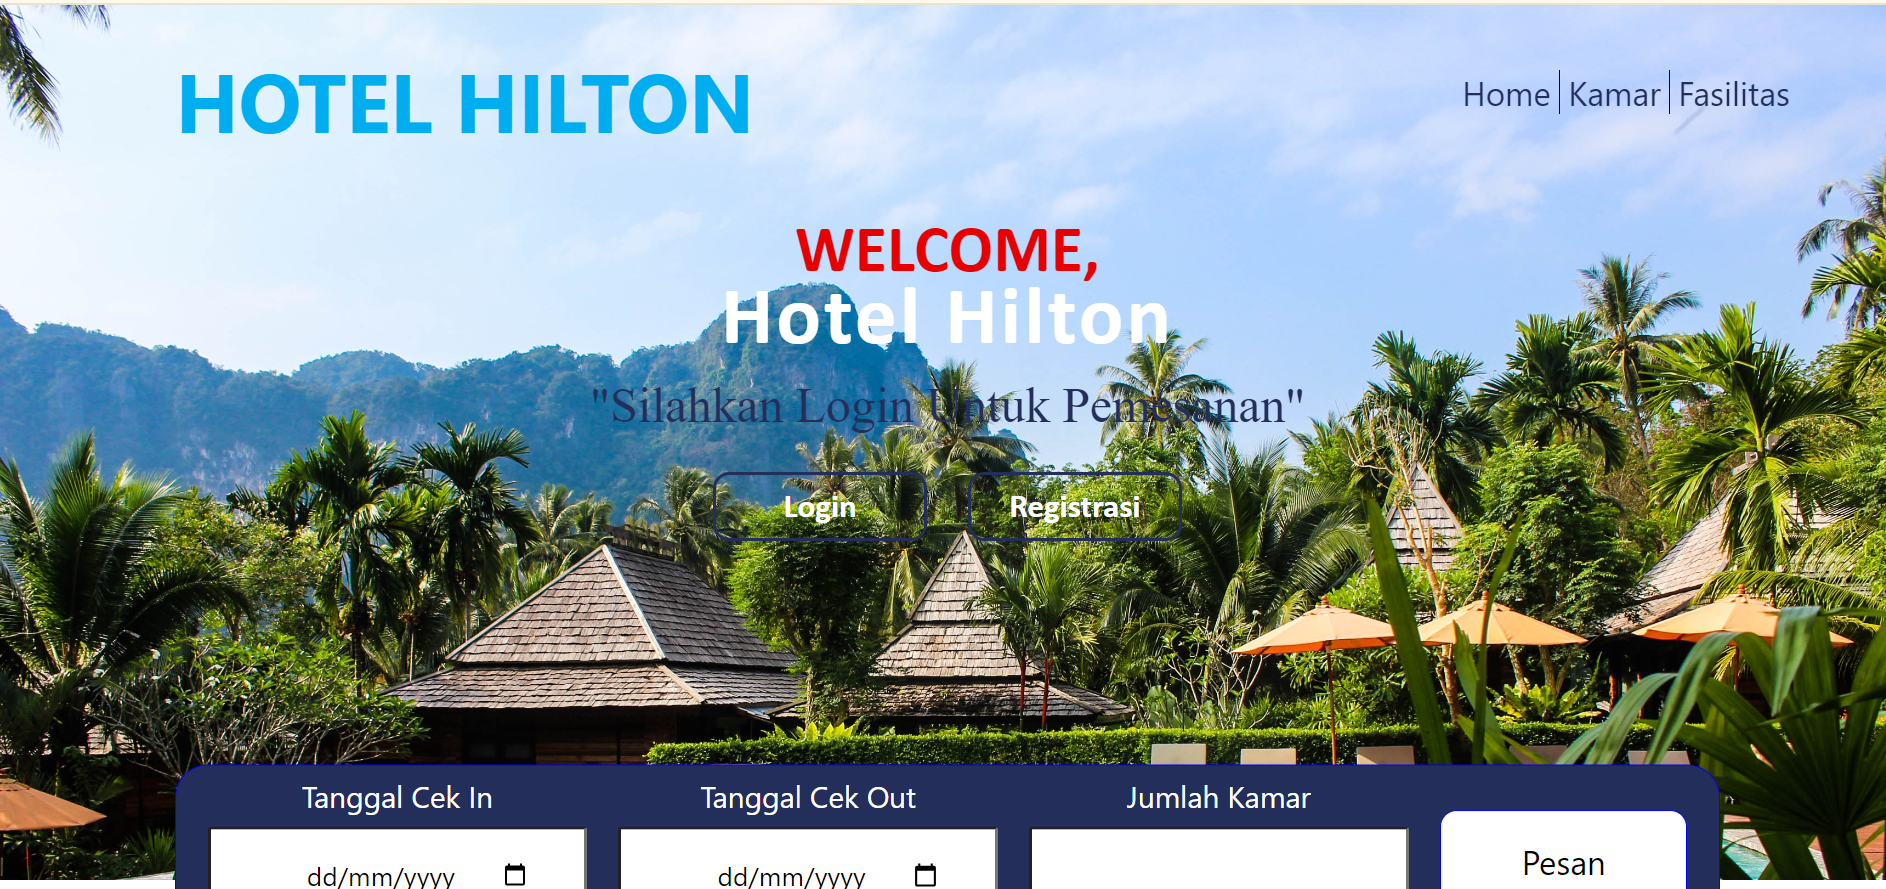 HOTEL HILTON
Home Kamar Fasilitas
WELCOME,
Hotel Hilton
"Silahkan Login Untuk Pemesanan"
Login Registrasi
Tanggal Cek In Tanggal Cek Out Jumlah Kamar
dd/mm/yyyy dd/mm/yyyy Pesan